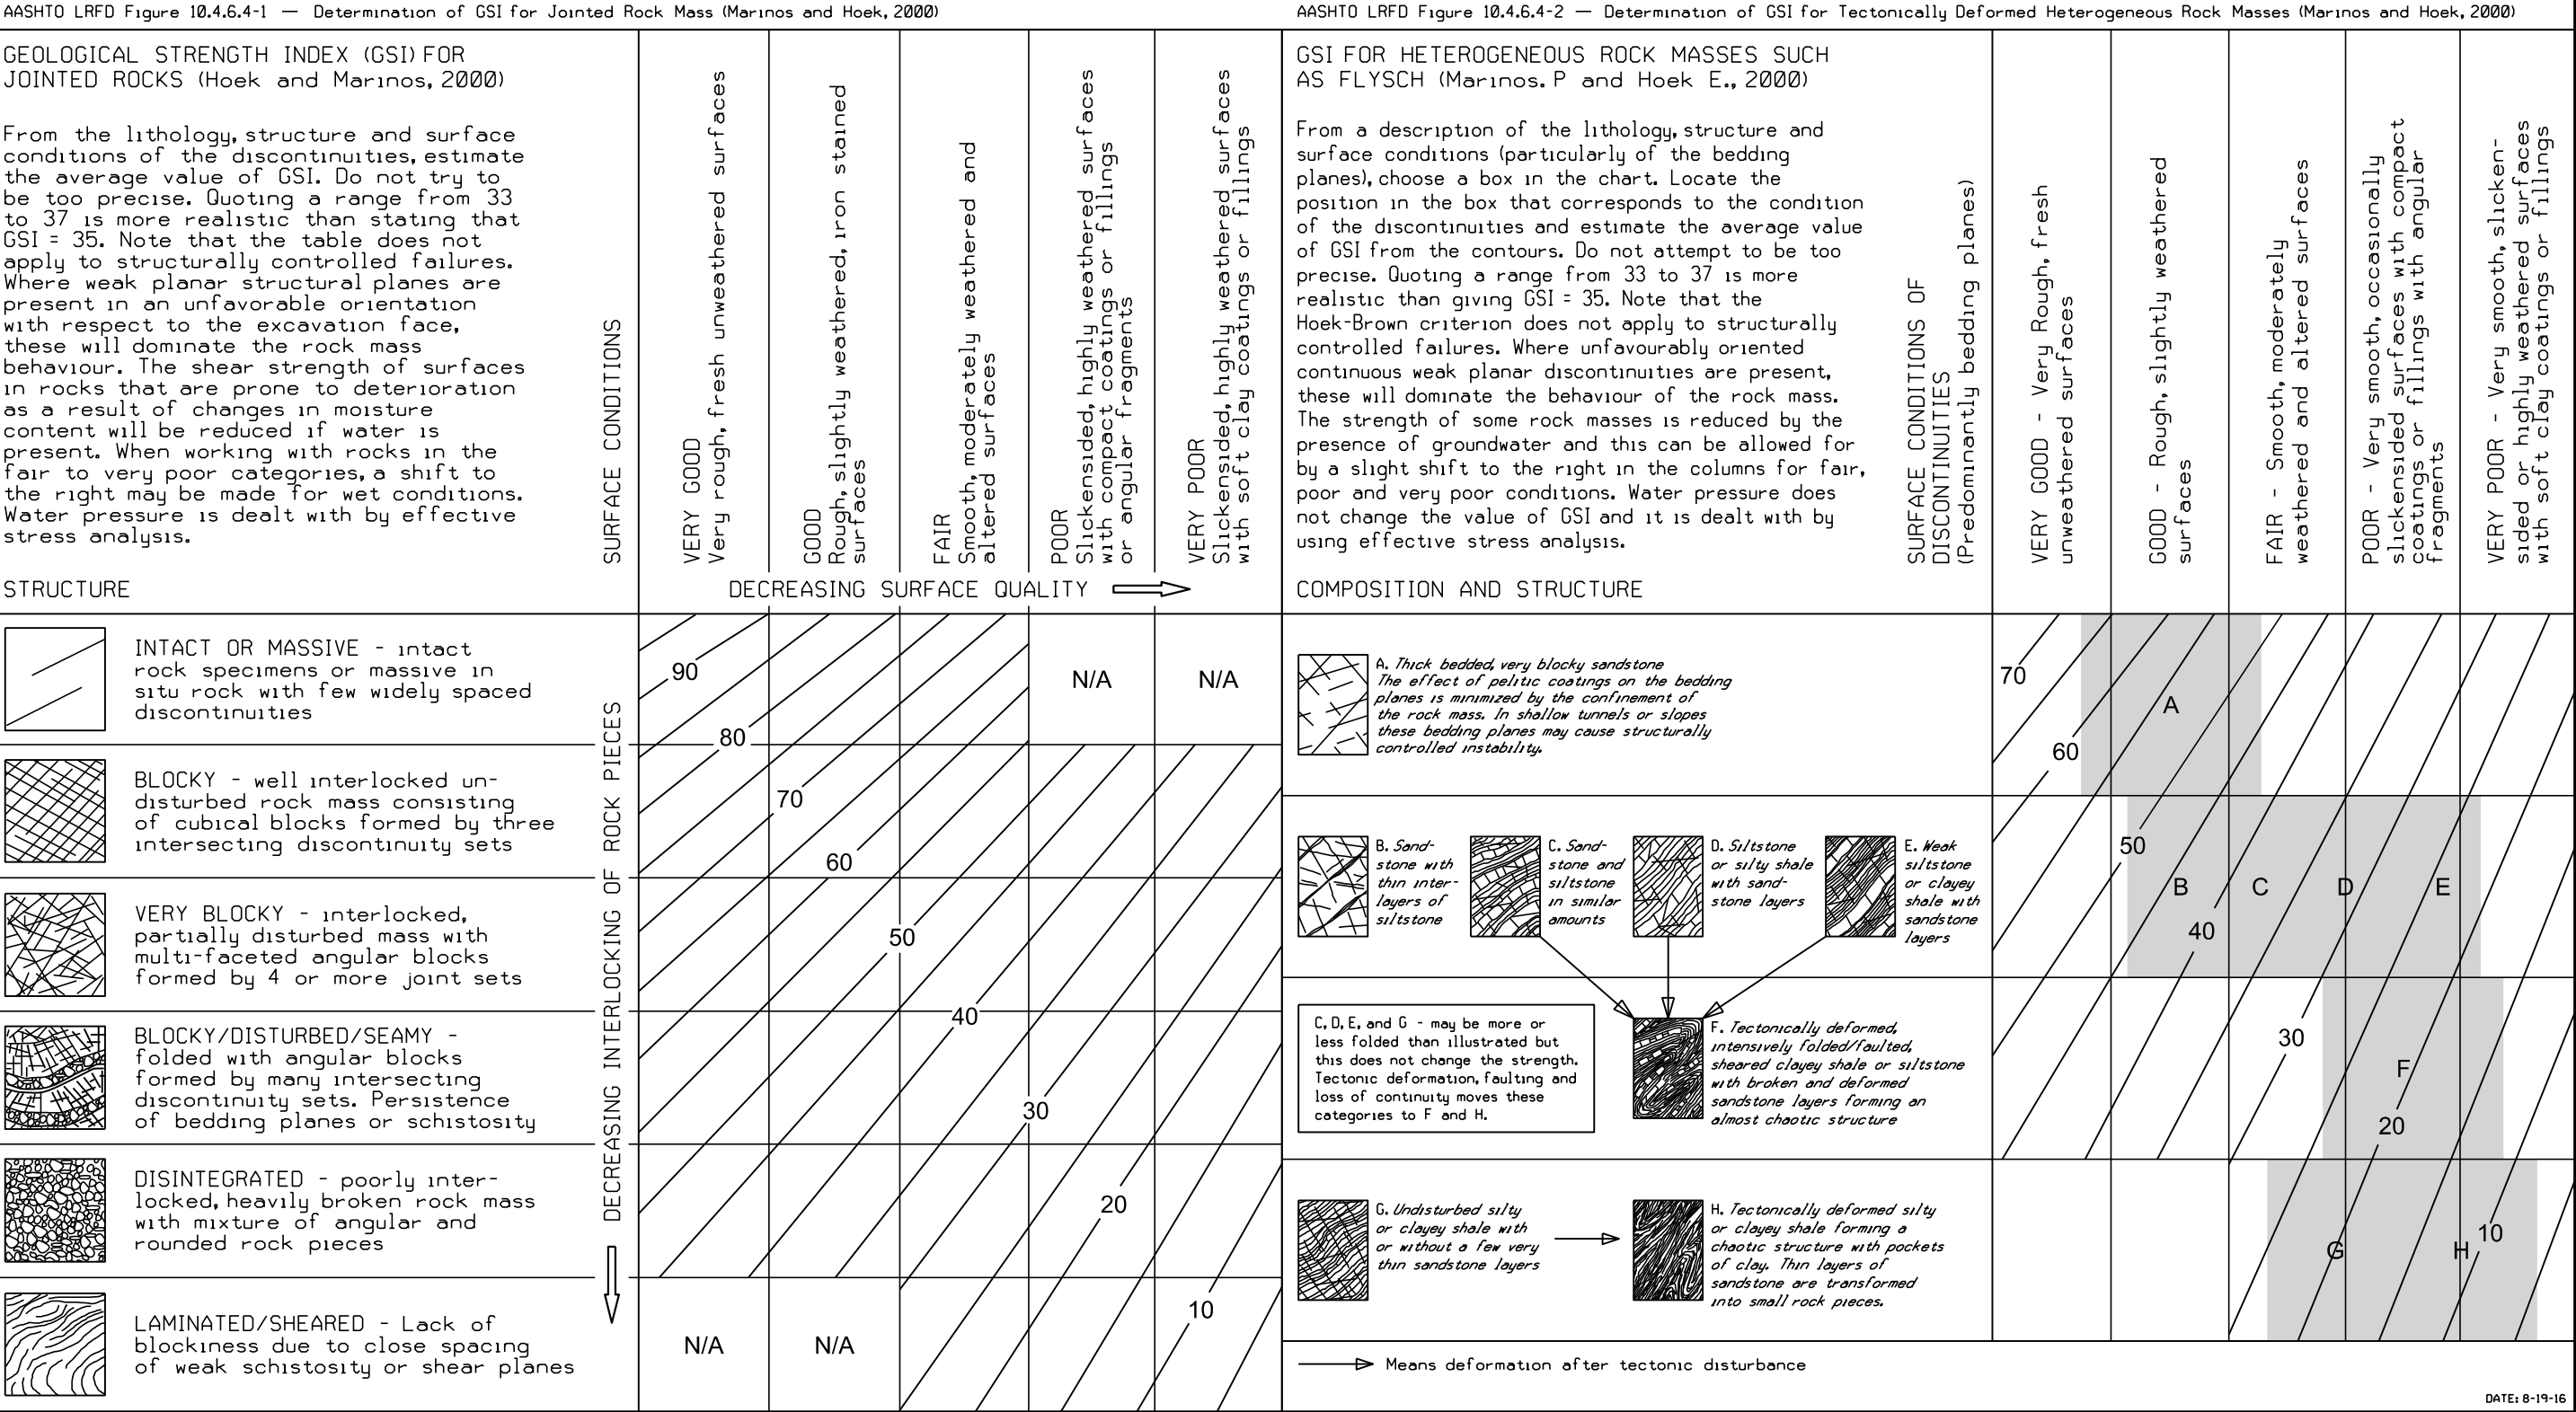 AASHTO LRFD Figure 10.4.6.4-1 — Determination of GSI for Jointed Rock Mass (Marinos and Hoek, 2000)
GEOLOGICAL STRENGTH INDEX (GSI) FOR
JOINTED ROCKS (Hoek and Marinos, 2000)
From the lithology, structure and surface
conditions of the discontinuities, estimate
the average value of GSI. Do not try to
be too precise. Quoting a range from 33
to 37 is more realistic than stating that
GSI = 35. Note that the table does not
apply to structurally controlled failures.
Where weak planar structural planes are
present in an unfavorable orientation
with respect to the excavation face,
these will dominate the rock mass
behaviour. The shear strength of surfaces
in rocks that are prone to deterioration
as a result of changes in moisture
content will be reduced if water is
present. When working with rocks in the
fair to very poor categories, a shift to
the right may be made for wet conditions.
Water pressure is dealt with by effective
stress analysis.
STRUCTURE
SURFACE CONDITIONS
VERY GOOD
Very rough, fresh unweathered surfaces
GOOD
Rough, slightly weathered, iron stained
surfaces
FAIR
Smooth, moderately weathered and
altered surfaces
POOR
Slickensided, highly weathered surfaces
with compact coatings or fillings
or angular fragments
VERY POOR
Slickensided, highly weathered surfaces
with soft clay coatings or fillings
DECREASING SURFACE QUALITY
DECREASING INTERLOCKING OF ROCK PIECES
INTACT OR MASSIVE - intact
rock specimens or massive in
situ rock with few widely spaced
discontinuities
BLOCKY - well interlocked un-
disturbed rock mass consisting
of cubical blocks formed by three
intersecting discontinuity sets
VERY BLOCKY - interlocked,
partially disturbed mass with
multi-faceted angular blocks
formed by 4 or more joint sets
BLOCKY/DISTURBED/SEAMY -
folded with angular blocks
formed by many intersecting
discontinuity sets. Persistence
of bedding planes or schistosity
DISINTEGRATED - poorly inter-
locked, heavily broken rock mass
with mixture of angular and
rounded rock pieces
LAMINATED/SHEARED - Lack of
blockiness due to close spacing
of weak schistosity or shear planes
90
80
70
60
50
40
30
20
10
N/A
N/A
N/A
N/A
AASHTO LRFD Figure 10.4.6.4-2 — Determination of GSI for Tectonically Deformed Heterogeneous Rock Masses (Marinos and Hoek, 2000)
GSI FOR HETEROGENEOUS ROCK MASSES SUCH
AS FLYSCH (Marinos. P and Hoek E., 2000)
From a description of the lithology, structure and
surface conditions (particularly of the bedding
planes), choose a box in the chart. Locate the
position in the box that corresponds to the condition
of the discontinuities and estimate the average value
of GSI from the contours. Do not attempt to be too
precise. Quoting a range from 33 to 37 is more
realistic than giving GSI = 35. Note that the
Hoek-Brown criterion does not apply to structurally
controlled failures. Where unfavourably oriented
continuous weak planar discontinuities are present,
these will dominate the behaviour of the rock mass.
The strength of some rock masses is reduced by the
presence of groundwater and this can be allowed for
by a slight shift to the right in the columns for fair,
poor and very poor conditions. Water pressure does
not change the value of GSI and it is dealt with by
using effective stress analysis.
COMPOSITION AND STRUCTURE
SURFACE CONDITIONS OF
DISCONTINUITIES
(Predominantly bedding planes)
VERY GOOD - Very Rough, fresh
unweathered surfaces
GOOD - Rough, slightly weathered
surfaces
FAIR - Smooth, moderately
weathered and altered surfaces
POOR - Very smooth, occasionally
slickensided surfaces with compact
coatings or fillings with angular
fragments
VERY POOR - Very smooth, slicken-
sided or highly weathered surfaces
with soft clay coatings or fillings
A. Thick bedded, very blocky sandstone
The effect of pelitic coatings on the bedding
planes is minimized by the confinement of
the rock mass. In shallow tunnels or slopes
these bedding planes may cause structurally
controlled instability.
B. Sand-
stone with
thin inter-
layers of
siltstone
C. Sand-
stone and
siltstone
in similar
amounts
D. Siltstone
or silty shale
with sand-
stone layers
E. Weak
siltstone
or clayey
shale with
sandstone
layers
C, D, E, and G - may be more or
less folded than illustrated but
this does not change the strength.
Tectonic deformation, faulting and
loss of continuity moves these
categories to F and H.
F. Tectonically deformed,
intensively folded/faulted,
sheared clayey shale or siltstone
with broken and deformed
sandstone layers forming an
almost chaotic structure
G. Undisturbed silty
or clayey shale with
or without a few very
thin sandstone layers
H. Tectonically deformed silty
or clayey shale forming a
chaotic structure with pockets
of clay. Thin layers of
sandstone are transformed
into small rock pieces.
70
A
60
50
B
C
D
E
40
30
F
20
G
H
10
Means deformation after tectonic disturbance
DATE: 8-19-16